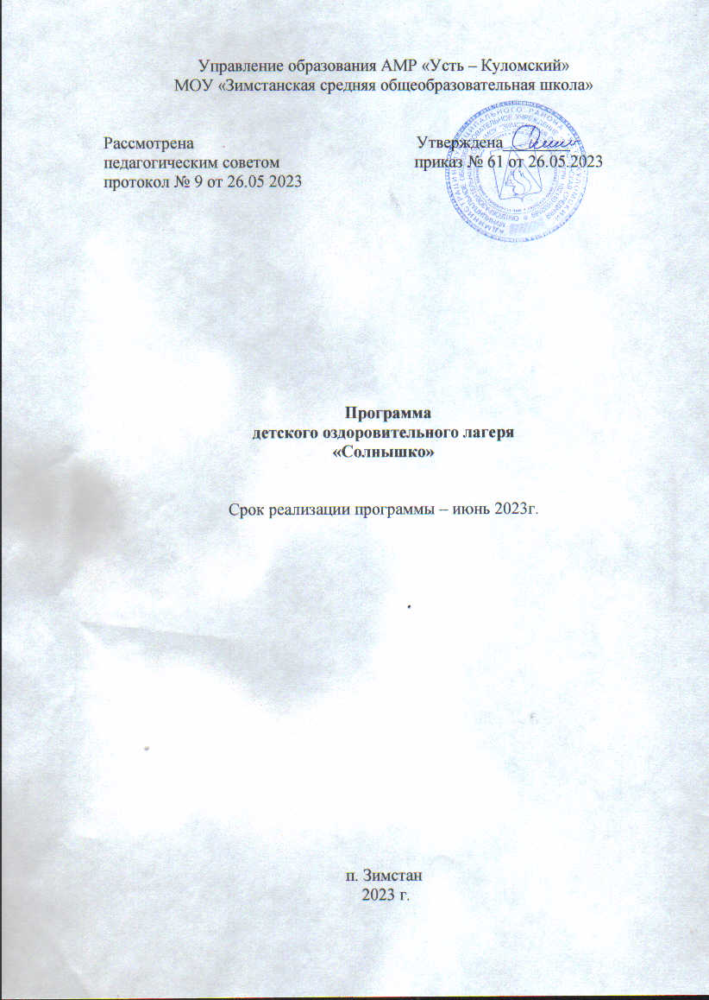 Управление образования АМР «Усть – Куломский»
МОУ «Зимстанская средняя общеобразовательная школа»
Рассмотрена Утверждена
педагогическим советом приказ № 61 от 26.05.2023
протокол № 9 от 26.05 2023
Программа
детского оздоровительного лагеря
«Солнышко»
Срок реализации программы – июнь 2023г.
п. Зимстан
2023 г.